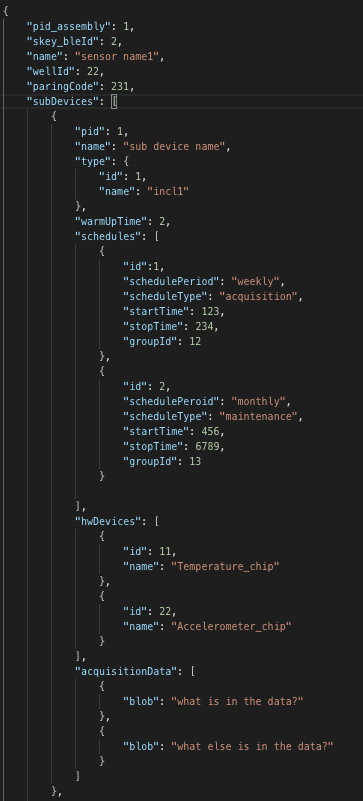 {
"pid_assembly": 1,
"skey_bleId": 2,
"name": "sensor name1",
"wellId": 22,
"paringCode": 231,
"subDevices": [
{
"pid": 1,
"name": "sub device name",
"type": {
"id": 1,
"name": "incl1"
},
"warmUpTime": 2,
"schedules": [
{
"id":1,
"schedulePeriod": "weekly",
"scheduleType": "acquisition",
"startTime": 123,
"stopTime": 234,
"groupId": 12
},
{
"id": 2,
"schedulePeroid": "monthly",
"scheduleType": "maintenance",
"startTime": 456,
"stopTime": 6789,
"groupId": 13
}
],
"hwDevices": [
{
"id": 11,
"name": "Temperature_chip"
},
{
"id": 22,
"name": "Accelerometer_chip"
}
],
"acquisitionData": [
{
"blob": "what is in the data?"
},
{
"blob": "what else is in the data?"
}
]
},